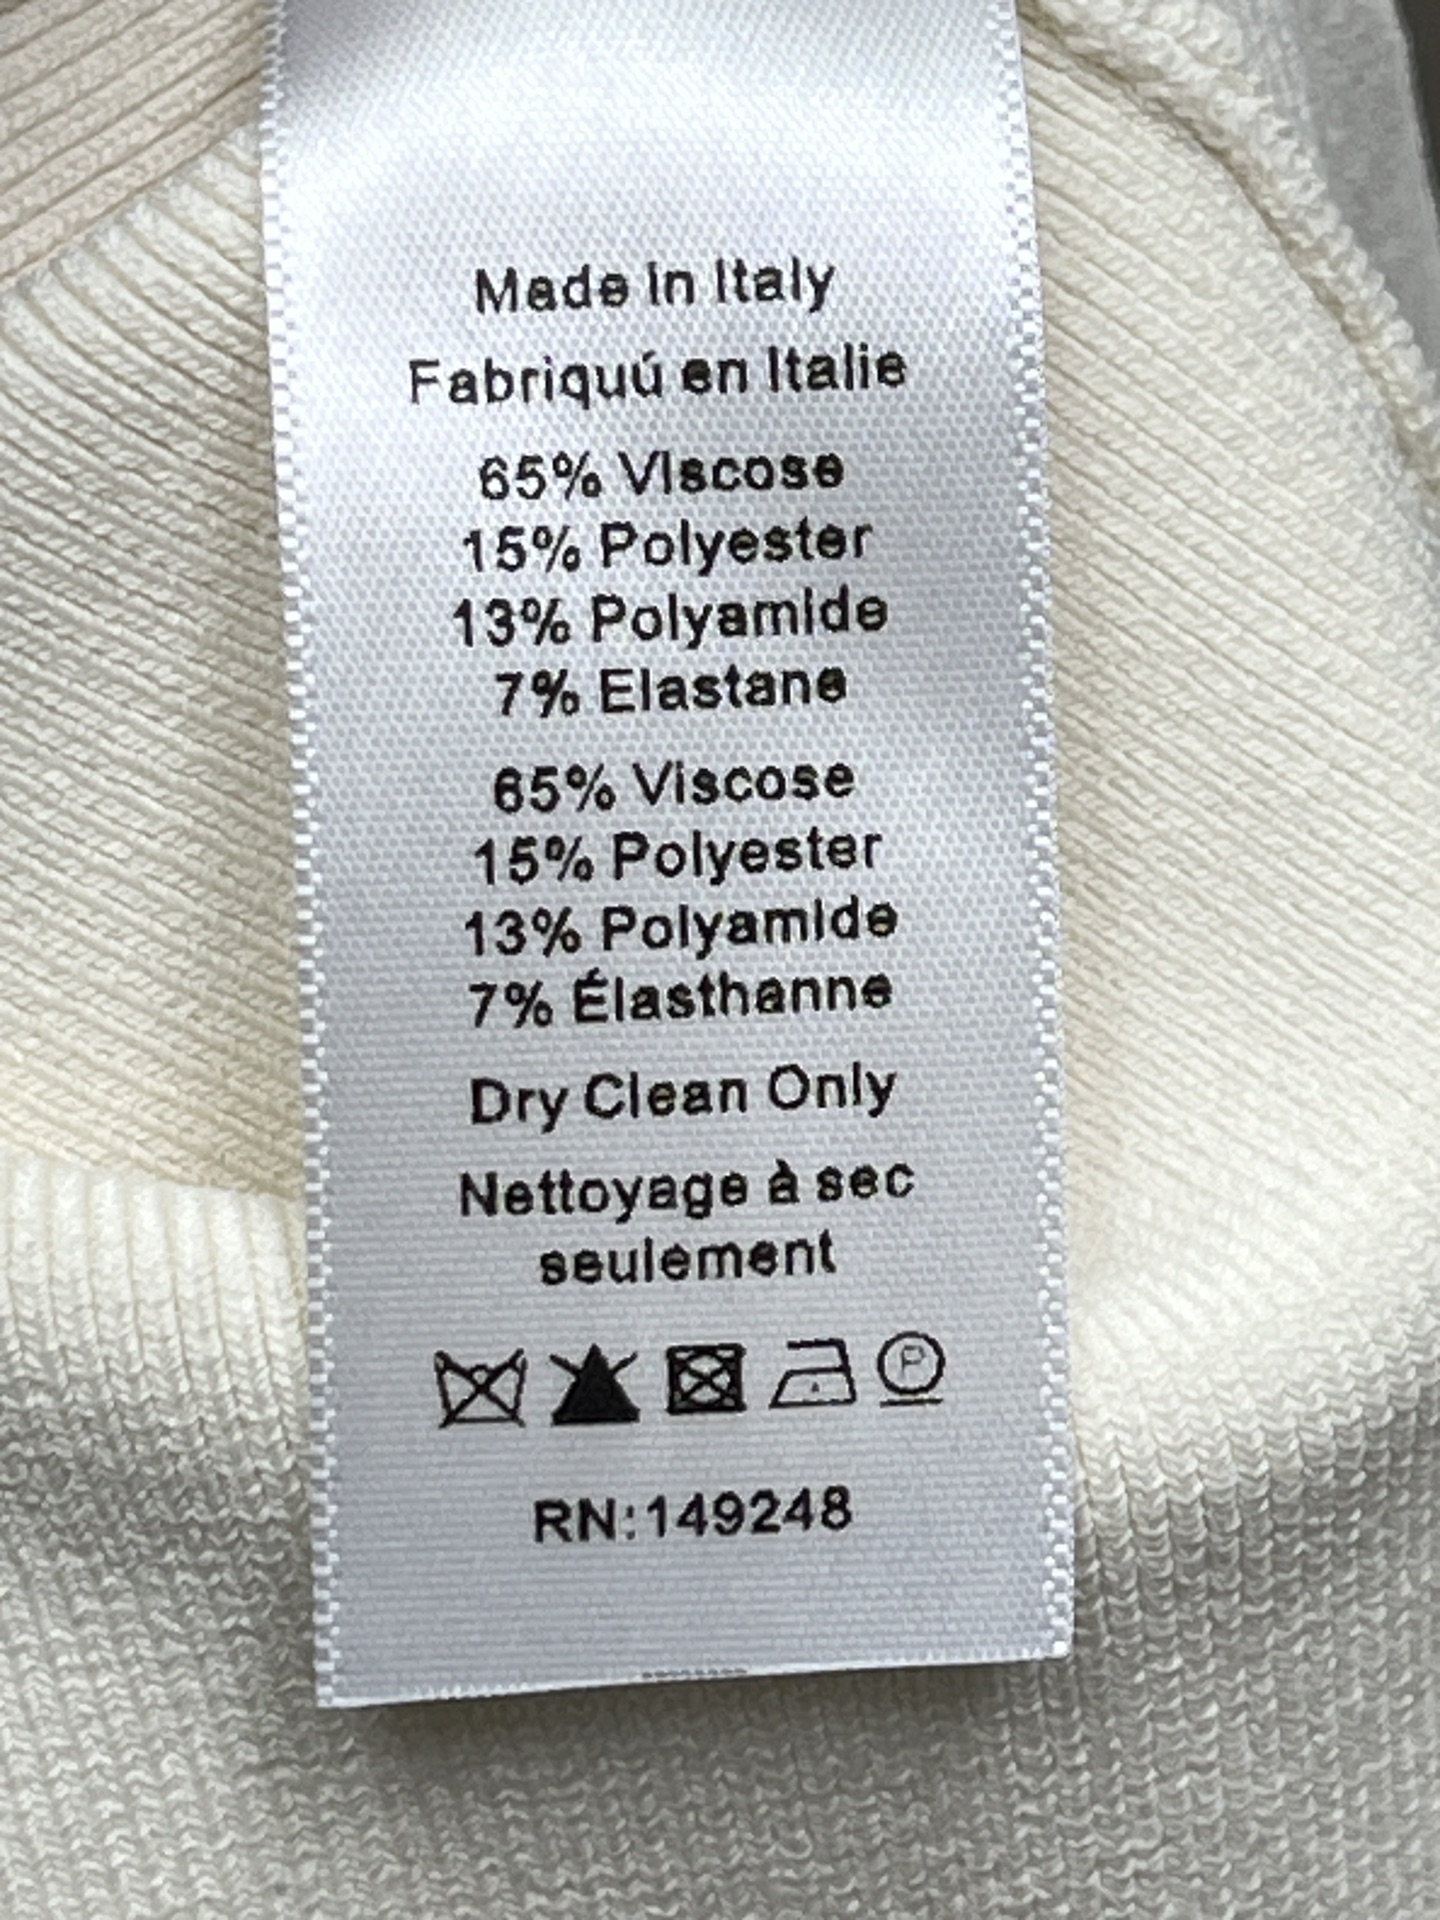 Made in Italy
Fabriquú en Italie
65% Viscose
15% Polyester
13% Polyamide
7% Elastane
65% Viscose
15% Polyester
13% Polyamide
7% Élasthanne
Dry Clean Only
Nettoyage à sec
seulement
P
RN:149248